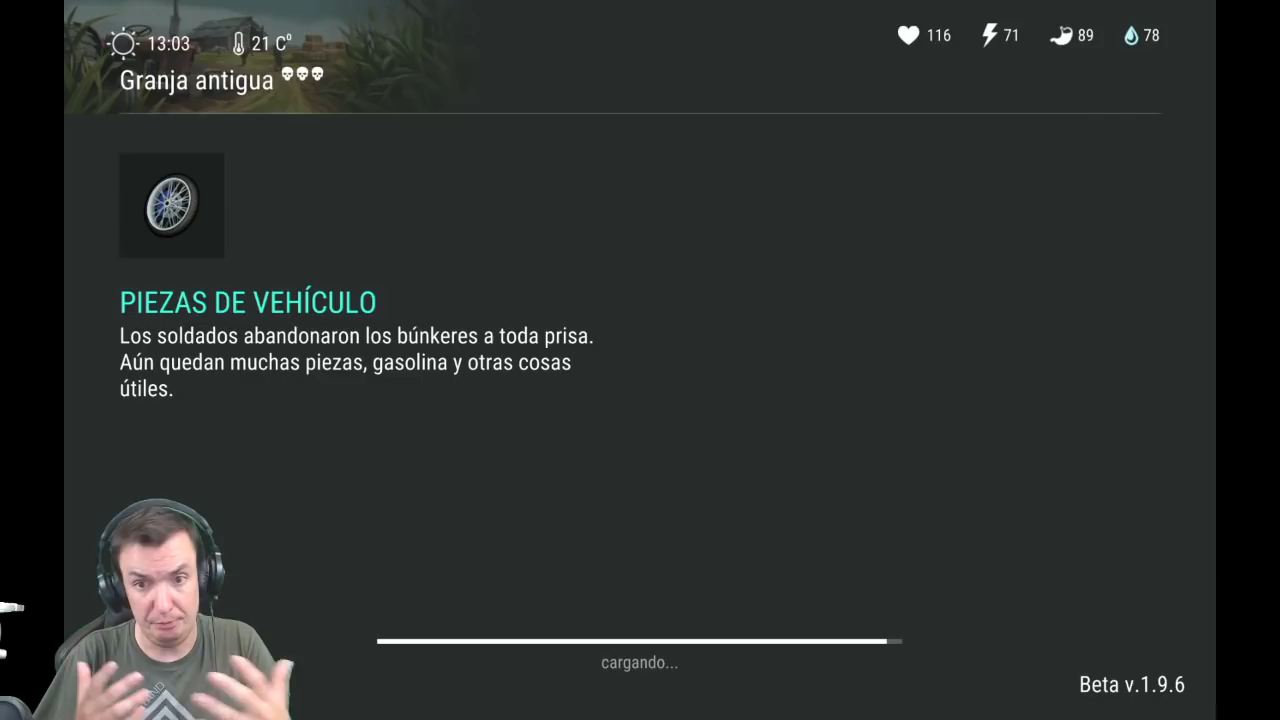 13:03 21 Cº
116 71 89 78
Granja antigua
PIEZAS DE VEHÍCULO
Los soldados abandonaron los búnkeres a toda prisa.
Aún quedan muchas piezas, gasolina y otras cosas
útiles.
cargando...
Beta v.1.9.6